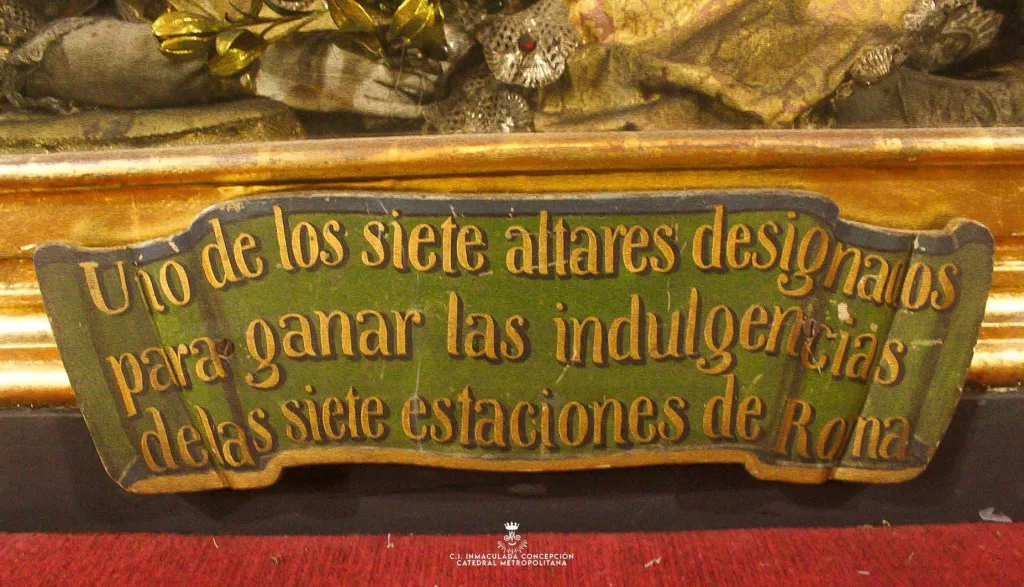 Uno de los siete altares designados
para ganar las indulgencias
de las siete estaciones de Roma
C.I. INMACULADA CONCEPCIÓN
CATEDRAL METROPOLITANA